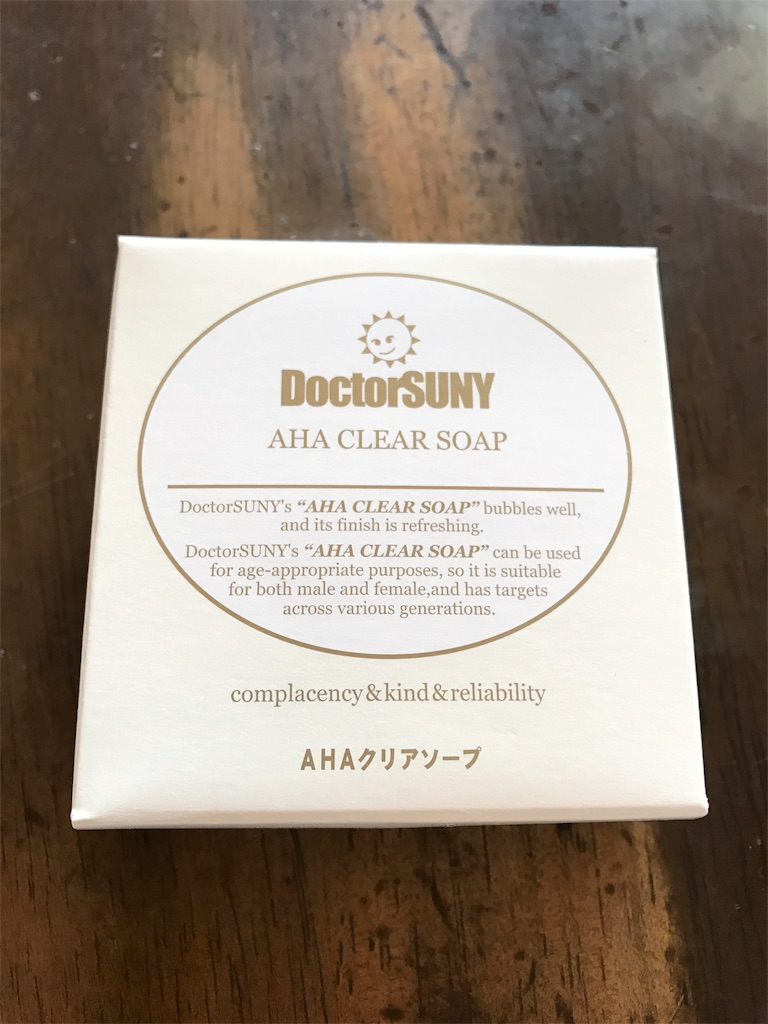 DoctorSUNY
AHA CLEAR SOAP
DoctorSUNY's “AHA CLEAR SOAP” bubbles well,
and its finish is refreshing.
DoctorSUNY's “AHA CLEAR SOAP” can be used
for age-appropriate purposes, so it is suitable
for both male and female,and has targets
across various generations.
complacency&kind&reliability
AHAクリアソープ